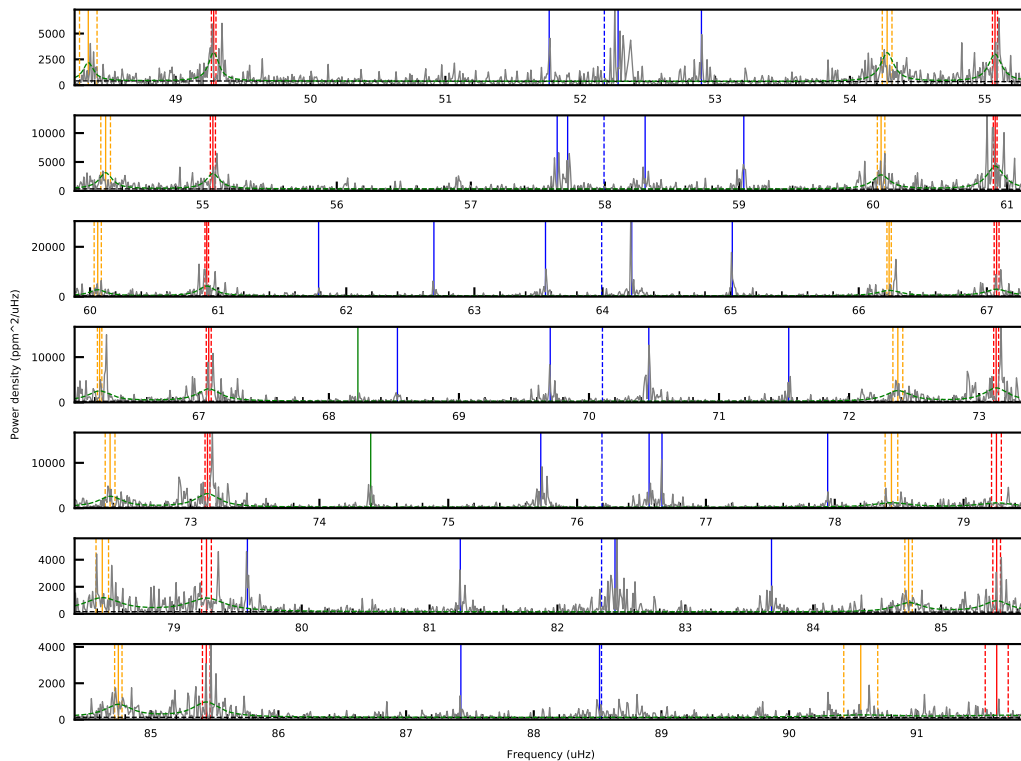 5000
2500
0
49 50 51 52 53 54 55
10000
5000
0
55 56 57 58 59 60 61
20000
0
60 61 62 63 64 65 66 67
10000
0
67 68 69 70 71 72 73
10000
0
73 74 75 76 77 78 79
4000
2000
0
79 80 81 82 83 84 85
4000
2000
0
85 86 87 88 89 90 91
Power density (ppm^2/uHz)
Frequency (uHz)